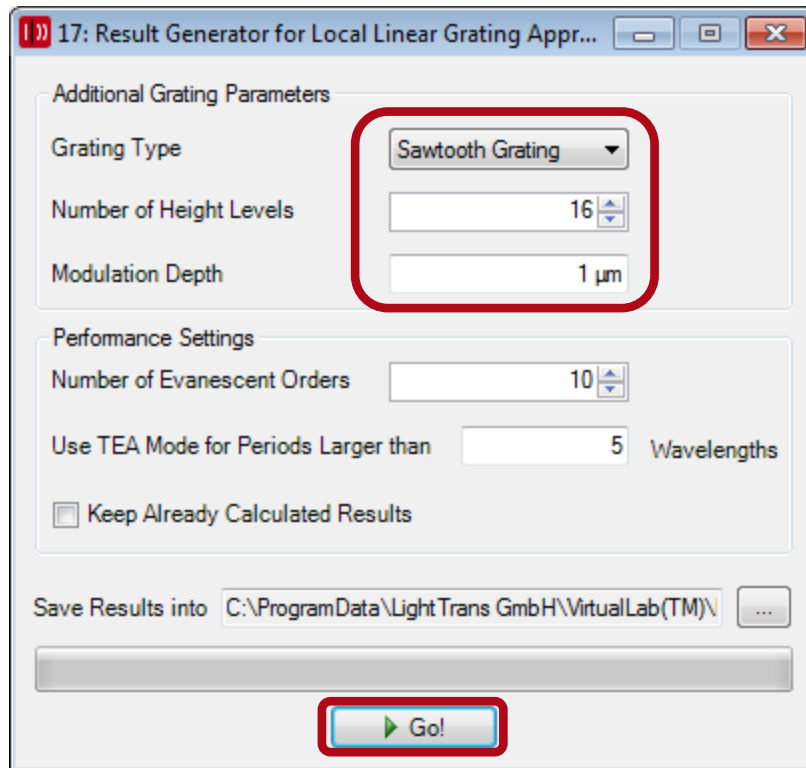 17: Result Generator for Local Linear Grating Appr...
Additional Grating Parameters
Grating Type Sawtooth Grating
Number of Height Levels 16
Modulation Depth 1 µm
Performance Settings
Number of Evanescent Orders 10
Use TEA Mode for Periods Larger than 5 Wavelengths
Keep Already Calculated Results
Save Results into C:\ProgramData\LightTrans GmbH\VirtualLab(TM)\ ...
Go!